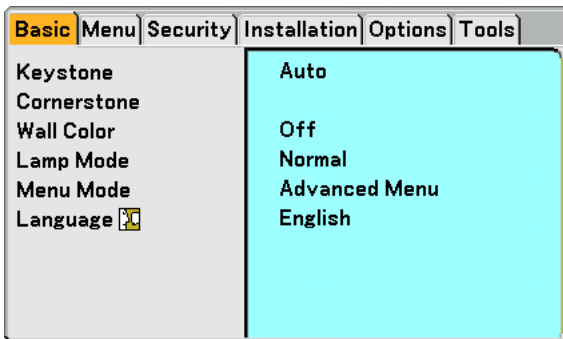 Basic Menu Security Installation Options Tools
Keystone Auto
Cornerstone
Wall Color Off
Lamp Mode Normal
Menu Mode Advanced Menu
Language English